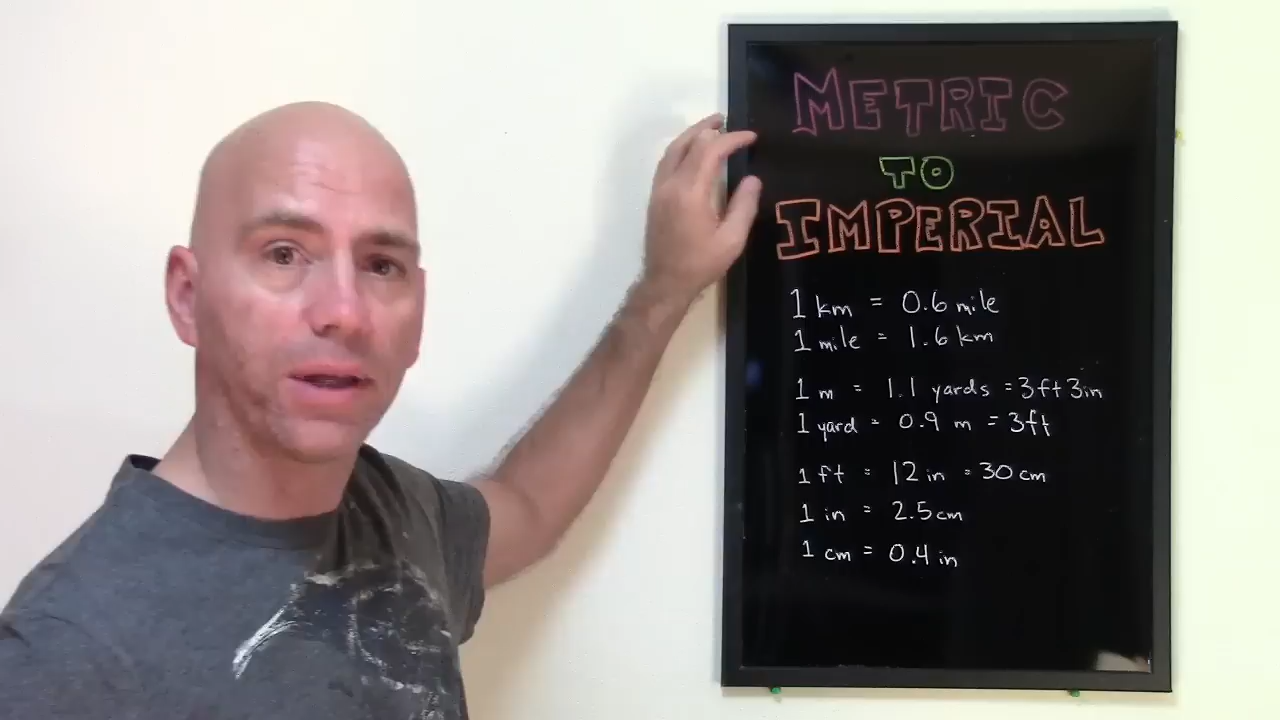 METRIC
TO
IMPERIAL
1 km = 0.6 mile
1 mile = 1.6 km
1 m = 1.1 yards = 3ft 3in
1 yard = 0.9 m = 3ft
1 ft = 12 in = 30 cm
1 in = 2.5 cm
1 cm = 0.4 in